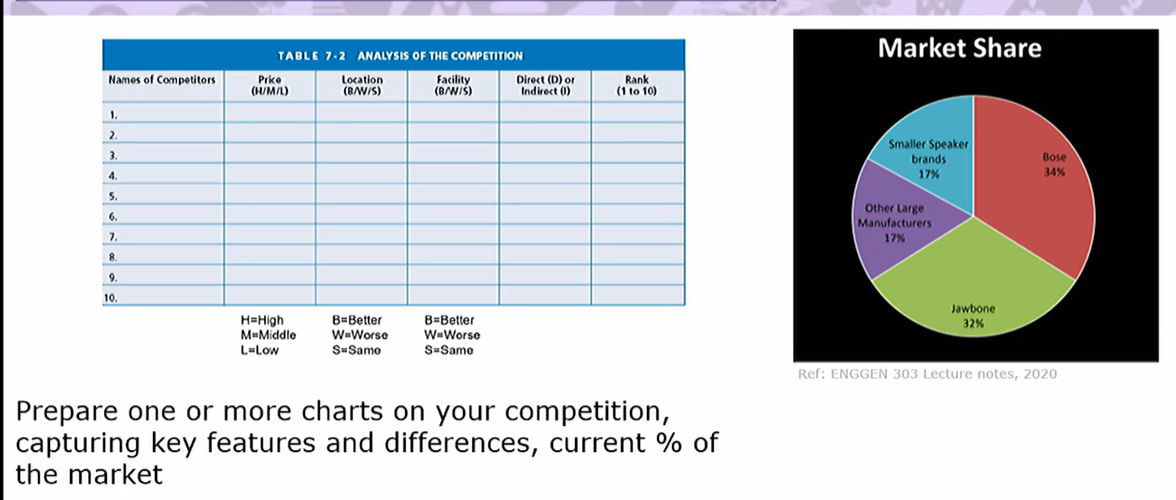 TABLE 7-2 ANALYSIS OF THE COMPETITION
Names of Competitors
Price
(H/M/L)
Location
(B/W/S)
Facility
(B/W/S)
Direct (D) or
Indirect (I)
Rank
(1 to 10)
1.
2.
3.
4.
5.
6.
7.
8.
9.
10.
H=High
M=Middle
L=Low
B=Better
W=Worse
S=Same
B=Better
W=Worse
S=Same
Market Share
Smaller Speaker
brands
17%
Bose
34%
Other Large
Manufacturers
17%
Jawbone
32%
Ref: ENGGEN 303 Lecture notes, 2020
Prepare one or more charts on your competition,
capturing key features and differences, current % of
the market